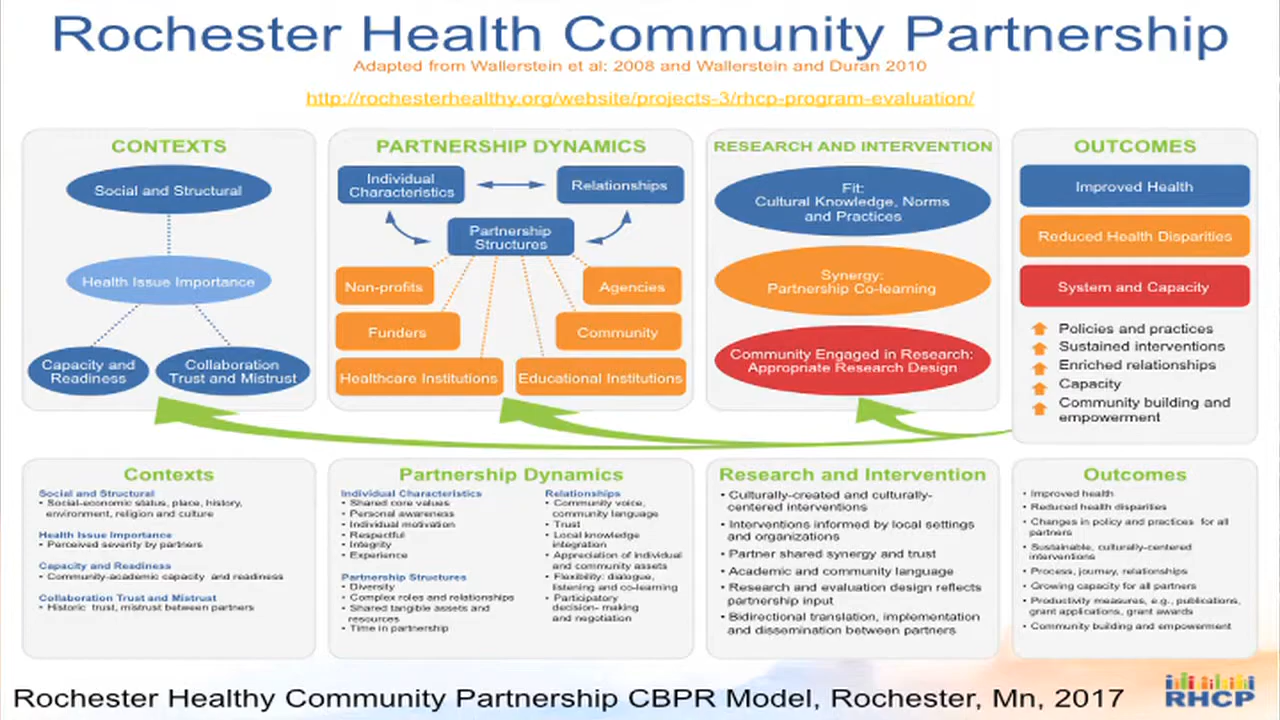 Rochester Health Community Partnership
Adapted from Wallerstein et al: 2008 and Wallerstein and Duran 2010
http://rochesterhealthy.org/website/projects-3/rhcp-program-evaluation/
CONTEXTS
Social and Structural
Health Issue Importance
Capacity and
Readiness
Collaboration
Trust and Mistrust
PARTNERSHIP DYNAMICS
Individual
Characteristics
Relationships
Partnership
Structures
Non-profits
Agencies
Funders
Community
Healthcare Institutions
Educational Institutions
RESEARCH AND INTERVENTION
Fit:
Cultural Knowledge, Norms
and Practices
Synergy:
Partnership Co-learning
Community Engaged in Research:
Appropriate Research Design
OUTCOMES
Improved Health
Reduced Health Disparities
System and Capacity
Policies and practices
Sustained interventions
Enriched relationships
Capacity
Community building and
empowerment
Contexts
Social and Structural
• Social-economic status, place, history,
environment, religion and culture
Health Issue Importance
• Perceived severity by partners
Capacity and Readiness
• Community-academic capacity and readiness
Collaboration Trust and Mistrust
• Historic trust, mistrust between partners
Partnership Dynamics
Individual Characteristics
• Shared core values
• Personal awareness
• Individual motivation
• Respectful
• Integrity
• Experience
Partnership Structures
• Diversity
• Complex roles and relationships
• Shared tangible assets and
resources
• Time in partnership
Relationships
• Community voice,
community language
• Trust
• Local knowledge
integration
• Appreciation of individual
and community assets
• Flexibility: dialogue,
listening and co-learning
• Participatory
decision- making
and negotiation
Research and Intervention
• Culturally-created and culturally-
centered interventions
• Interventions informed by local settings
and organizations
• Partner shared synergy and trust
• Academic and community language
• Research and evaluation design reflects
partnership input
• Bidirectional translation, implementation
and dissemination between partners
Outcomes
• Improved health
• Reduced health disparities
• Changes in policy and practices for all
partners
• Sustainable, culturally-centered
interventions
• Process, journey, relationships
• Growing capacity for all partners
• Productivity measures, e.g., publications,
grant applications, grant awards
• Community building and empowerment
Rochester Healthy Community Partnership CBPR Model, Rochester, Mn, 2017
RHCP